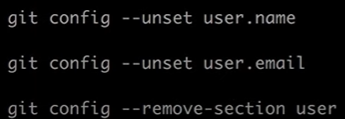 git config --unset user.name
git config --unset user.email
git config --remove-section user